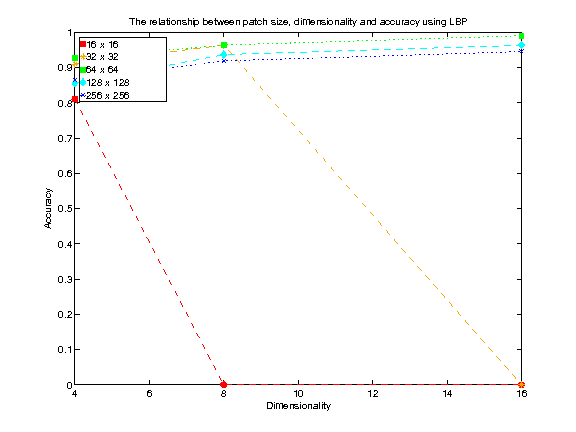 The relationship between patch size, dimensionality and accuracy using LBP
1
0.9
0.8
0.7
0.6
0.5
0.4
0.3
0.2
0.1
0
16 x 16
32 x 32
64 x 64
128 x 128
256 x 256
Accuracy
4 6 8 10 12 14 16
Dimensionality